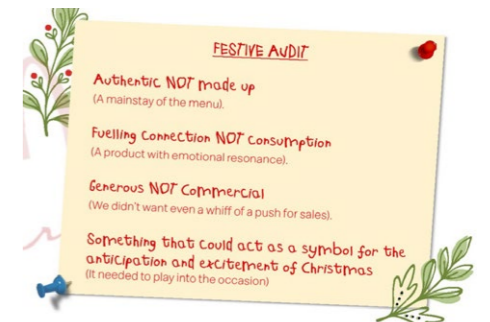 FESTIVE AUDIT
Authentic NOT made up
(A mainstay of the menu).
Fuelling Connection NOT Consumption
(A product with emotional resonance).
Generous NOT Commercial
(We didn't want even a whiff of a push for sales).
Something that could act as a symbol for the
anticipation and excitement of Christmas
(It needed to play into the occasion)